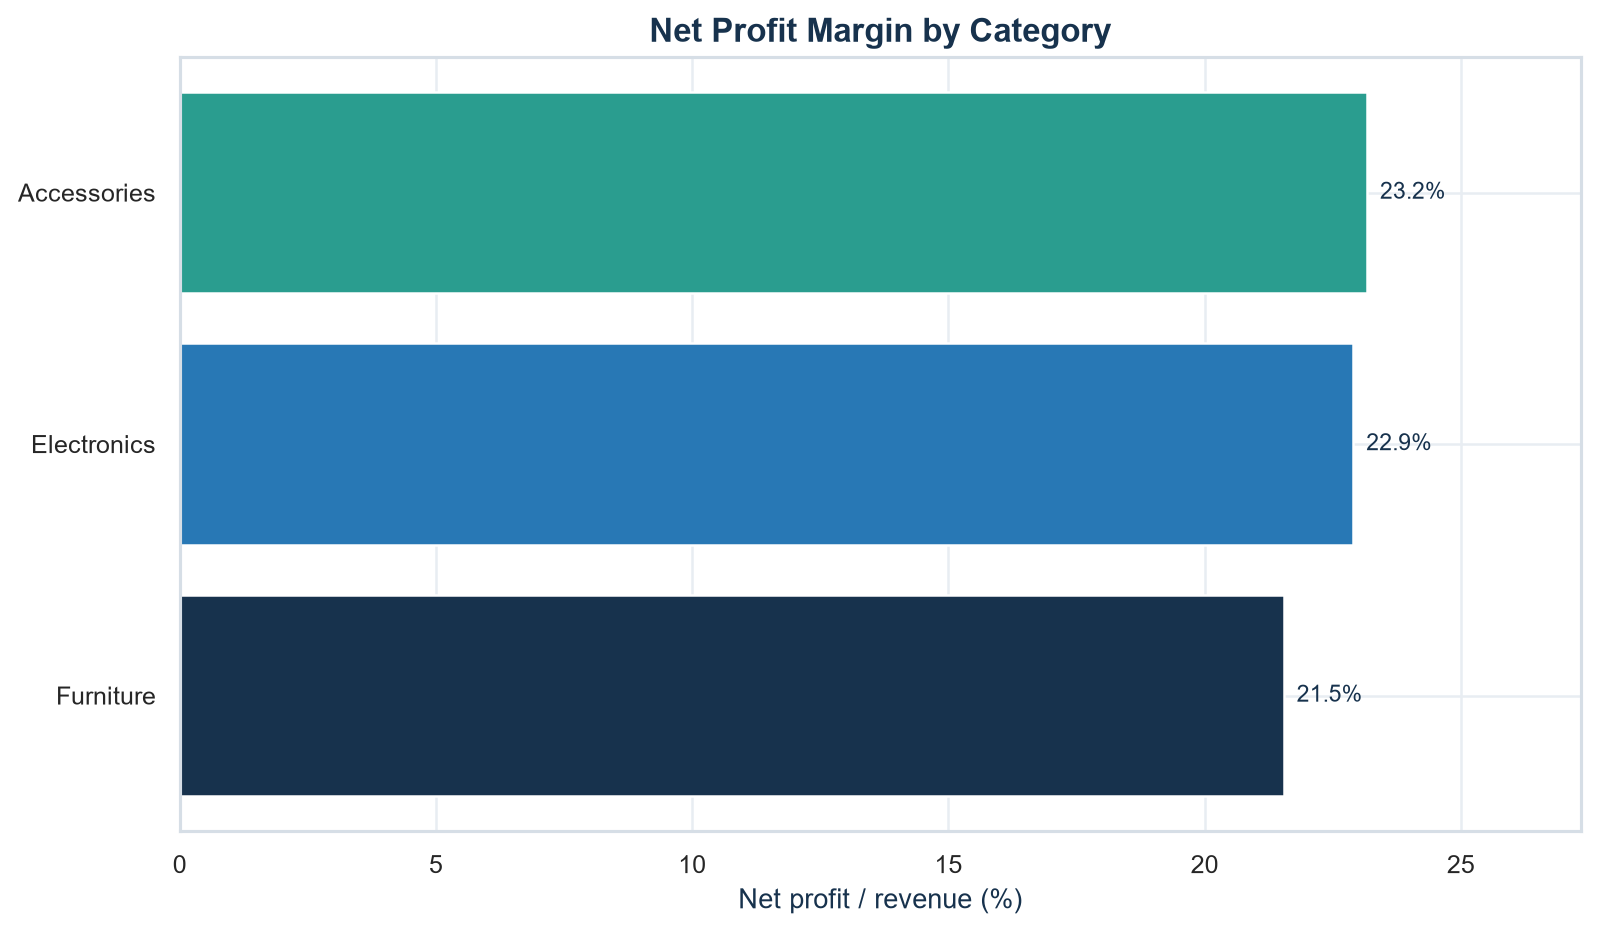 Net Profit Margin by Category
Accessories
23.2%
Electronics
22.9%
Furniture
21.5%
0 5 10 15 20 25
Net profit / revenue (%)